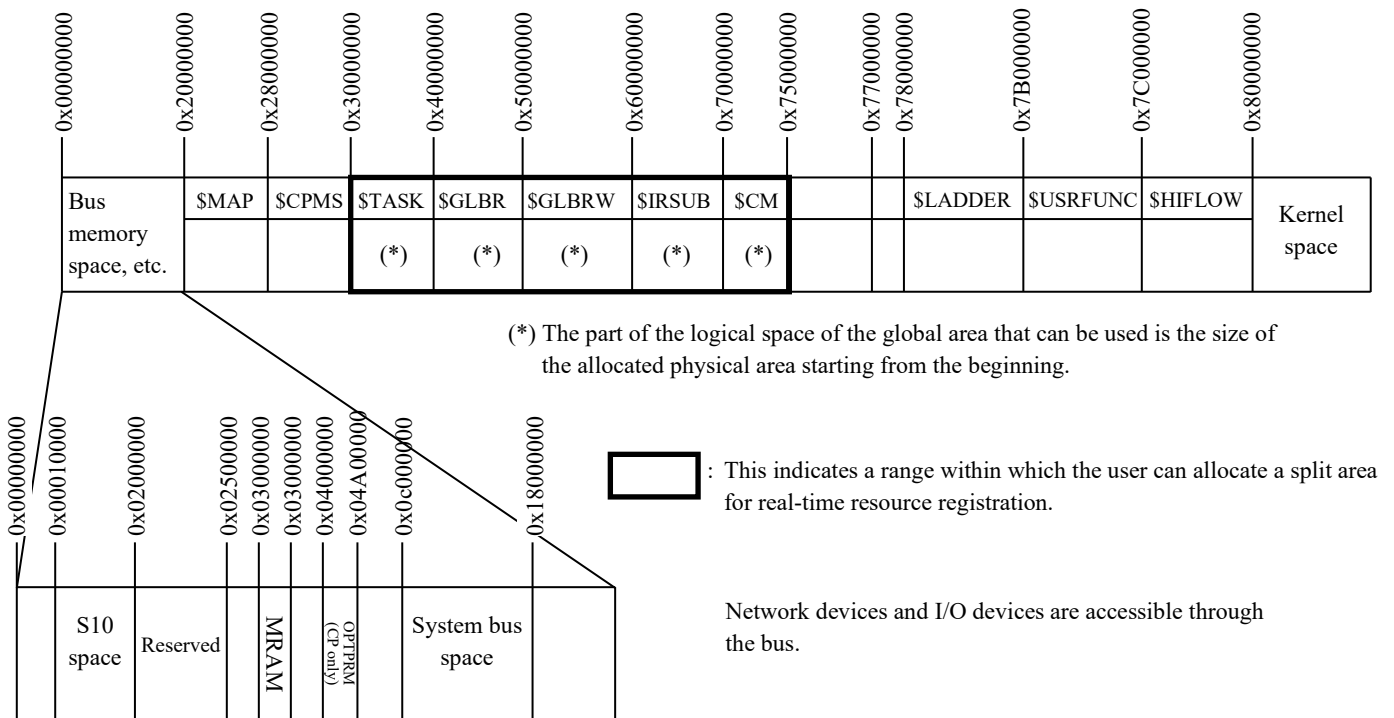 0x00000000
0x20000000
0x28000000
0x30000000
0x40000000
0x50000000
0x60000000
0x70000000
0x75000000
0x77000000
0x78000000
0x7B000000
0x7C000000
0x80000000
Bus
memory
space, etc.
$MAP
$CPMS
$TASK
$GLBR
$GLBRW
$IRSUB
$CM
$LADDER
$USRFUNC
$HIFLOW
Kernel
space
(*)
(*)
(*)
(*)
(*)
(*) The part of the logical space of the global area that can be used is the size of
the allocated physical area starting from the beginning.
0x00000000
0x00010000
0x02000000
0x02500000
0x03000000
0x03000000
0x04000000
0x04A00000
0x0c000000
0x18000000
: This indicates a range within which the user can allocate a split area
for real-time resource registration.
S10
space
Reserved
MRAM
OPTPRM
(CP only)
System bus
space
Network devices and I/O devices are accessible through
the bus.